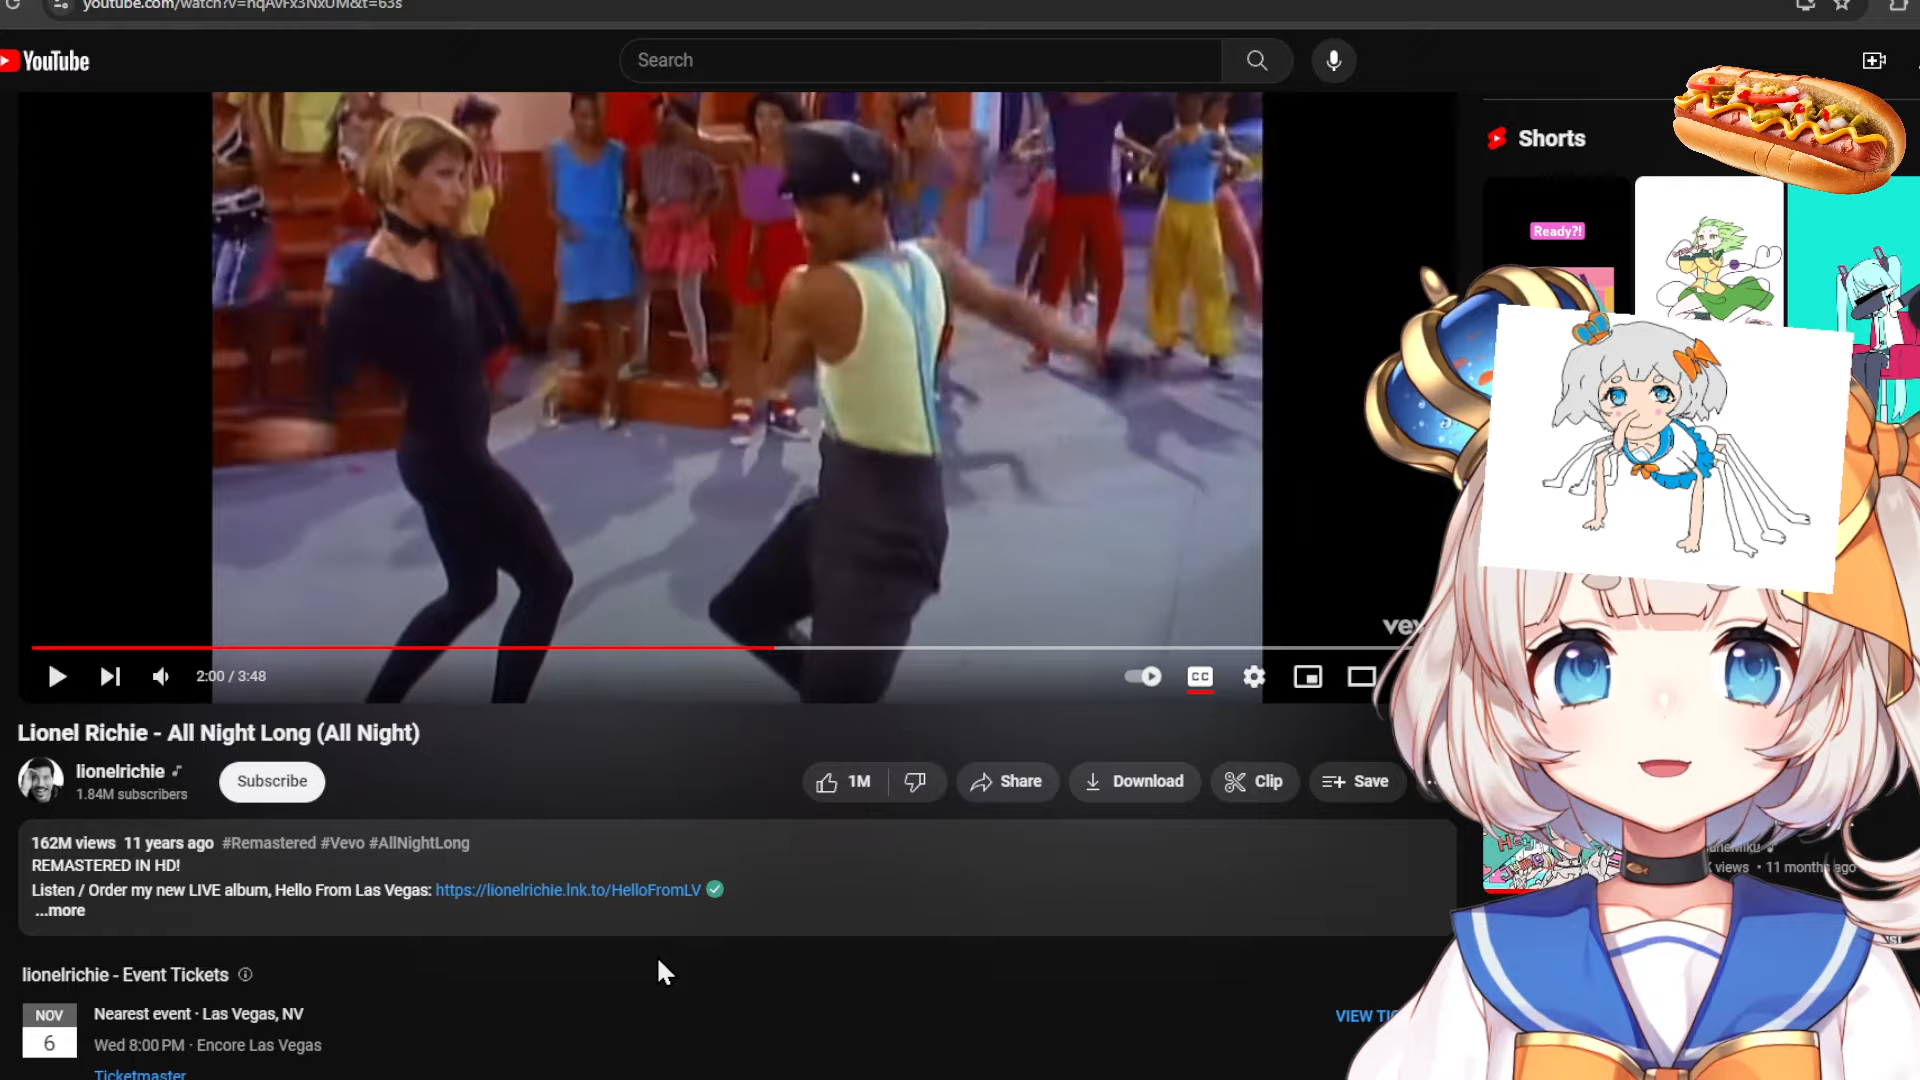 youtube.com/watch?v=nqAvFx3NxUM&t=63s
YouTube
Search
Shorts
Ready?!
vev
2:00 / 3:48
CC
Lionel Richie - All Night Long (All Night)
lionelrichie
1.84M subscribers
Subscribe
1M
Share
Download
Clip
Save
162M views 11 years ago #Remastered #Vevo #AllNightLong
REMASTERED IN HD!
Listen / Order my new LIVE album, Hello From Las Vegas: https://lionelrichie.lnk.to/HelloFromLV
...more
views • 11 months ago
lionelrichie - Event Tickets
NOV
6
Nearest event · Las Vegas, NV
Wed 8:00 PM · Encore Las Vegas
Ticketmaster
VIEW TIC